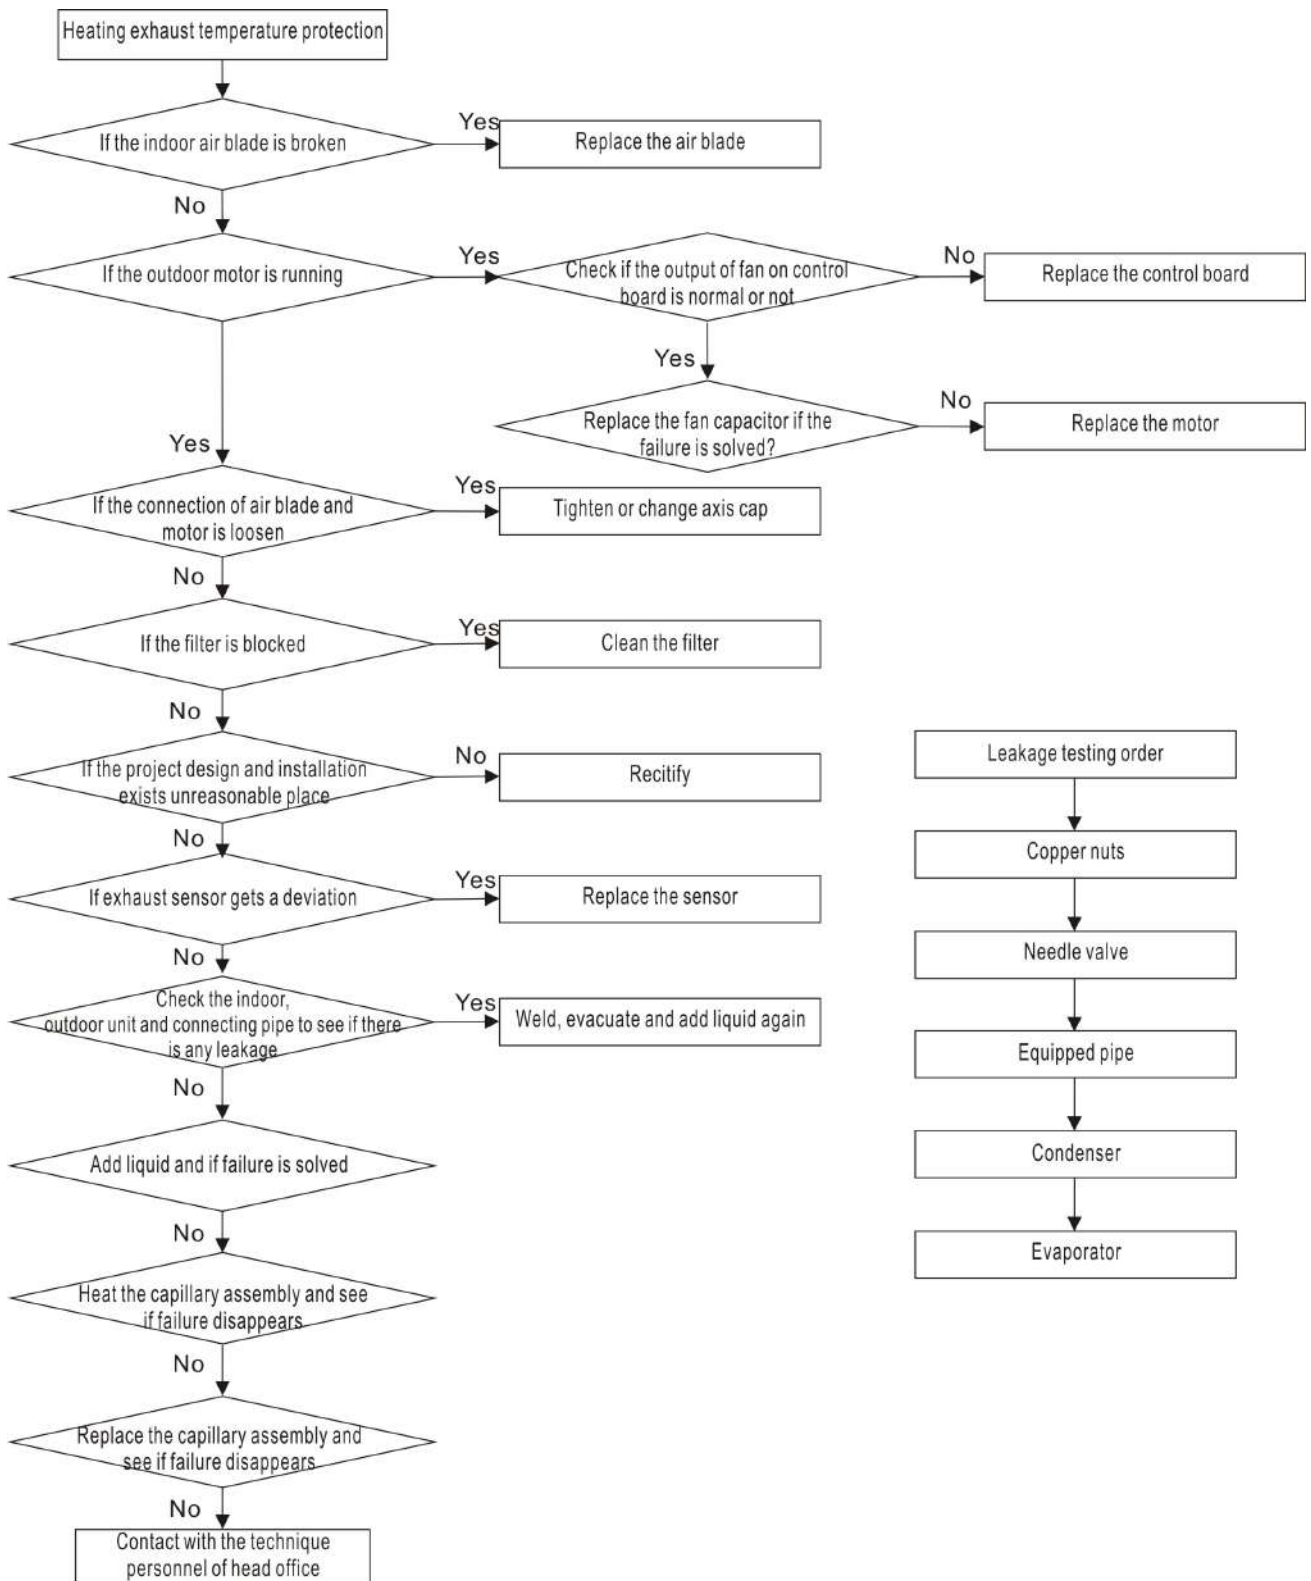 Heating exhaust temperature protection
If the indoor air blade is broken
Yes
Replace the air blade
No
If the outdoor motor is running
Yes
Check if the output of fan on control
board is normal or not
No
Replace the control board
Yes
Replace the fan capacitor if the
failure is solved?
No
Replace the motor
Yes
If the connection of air blade and
motor is loosen
Yes
Tighten or change axis cap
No
If the filter is blocked
Yes
Clean the filter
No
If the project design and installation
exists unreasonable place
No
Recitify
No
If exhaust sensor gets a deviation
Yes
Replace the sensor
No
Check the indoor,
outdoor unit and connecting pipe to see if there
is any leakage
Yes
Weld, evacuate and add liquid again
No
Add liquid and if failure is solved
No
Heat the capillary assembly and see
if failure disappears
No
Replace the capillary assembly and
see if failure disappears
No
Contact with the technique
personnel of head office
Leakage testing order
Copper nuts
Needle valve
Equipped pipe
Condenser
Evaporator